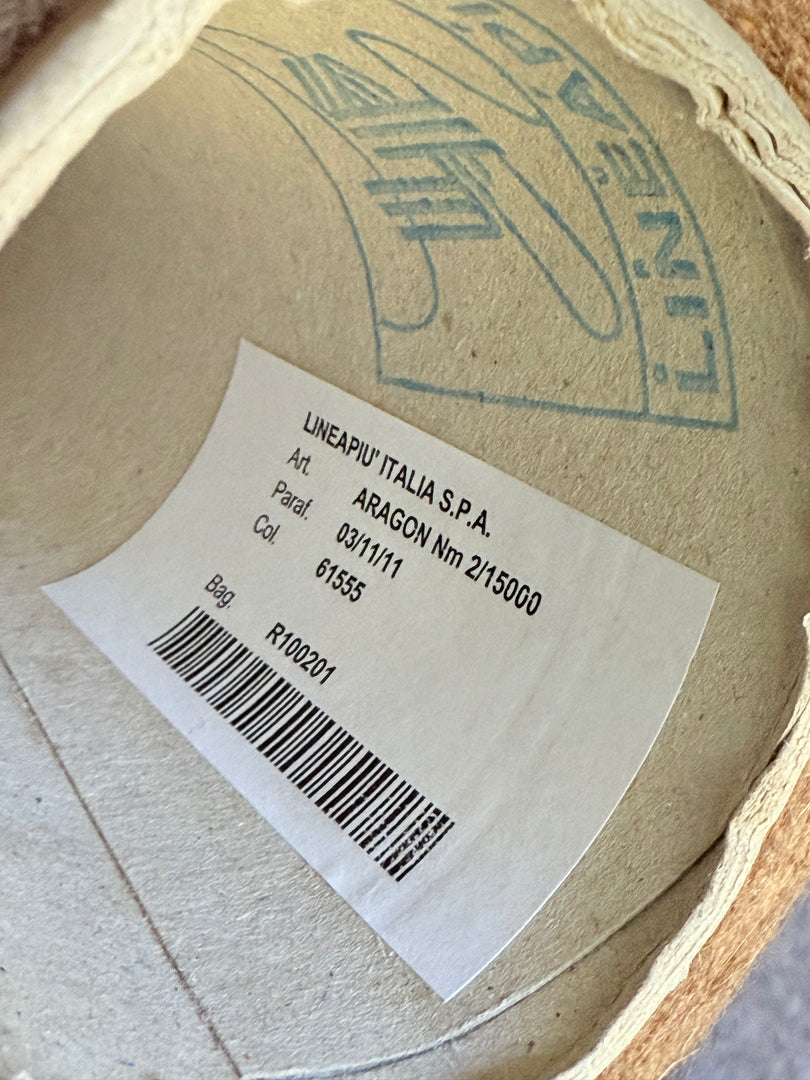 LINEAPIU' ITALIA S.P.A.
Art. ARAGON Nm 2/15000
Paraf. 03/11/11
Col. 61555
Bag. R100201